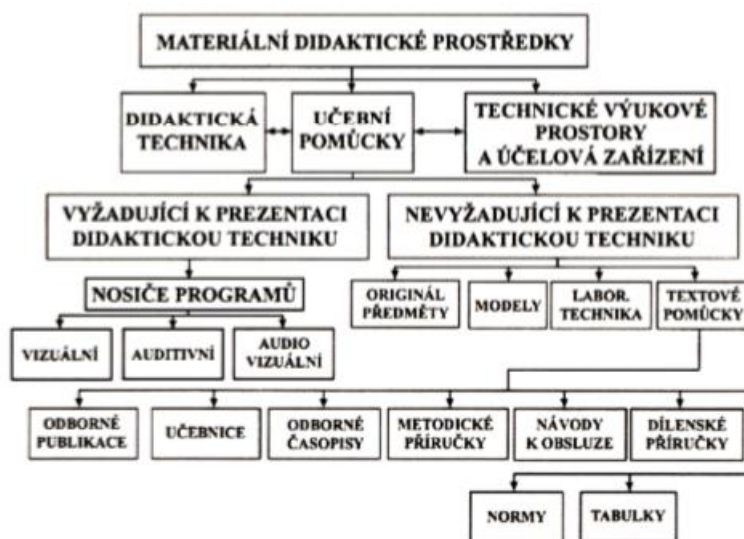 MATERIÁLNÍ DIDAKTICKÉ PROSTŘEDKY
DIDAKTICKÁ
TECHNIKA
UČEBNÍ
POMŮCKY
TECHNICKÉ VÝUKOVÉ
PROSTORY
A ÚČELOVÁ ZAŘÍZENÍ
VYŽADUJÍCÍ K PREZENTACI
DIDAKTICKOU TECHNIKU
NEVYŽADUJÍCÍ K PREZENTACI
DIDAKTICKOU TECHNIKU
NOSIČE PROGRAMŮ
ORIGINÁL
PŘEDMĚTY
MODELY
LABOR.
TECHNIKA
TEXTOVÉ
POMŮCKY
VIZUÁLNÍ
AUDITIVNÍ
AUDIO
VIZUÁLNÍ
ODBORNÉ
PUBLIKACE
UČEBNICE
ODBORNÉ
ČASOPISY
METODICKÉ
PŘÍRUČKY
NÁVODY
K OBSLUZE
DÍLENSKÉ
PŘÍRUČKY
NORMY
TABULKY